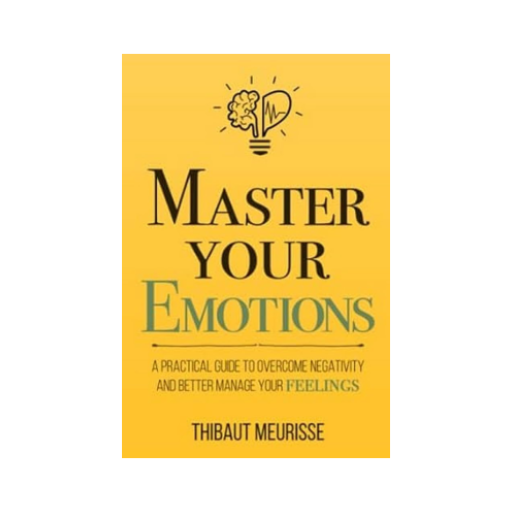 MASTER
YOUR
EMOTIONS
A PRACTICAL GUIDE TO OVERCOME NEGATIVITY
AND BETTER MANAGE YOUR FEELINGS
THIBAUT MEURISSE